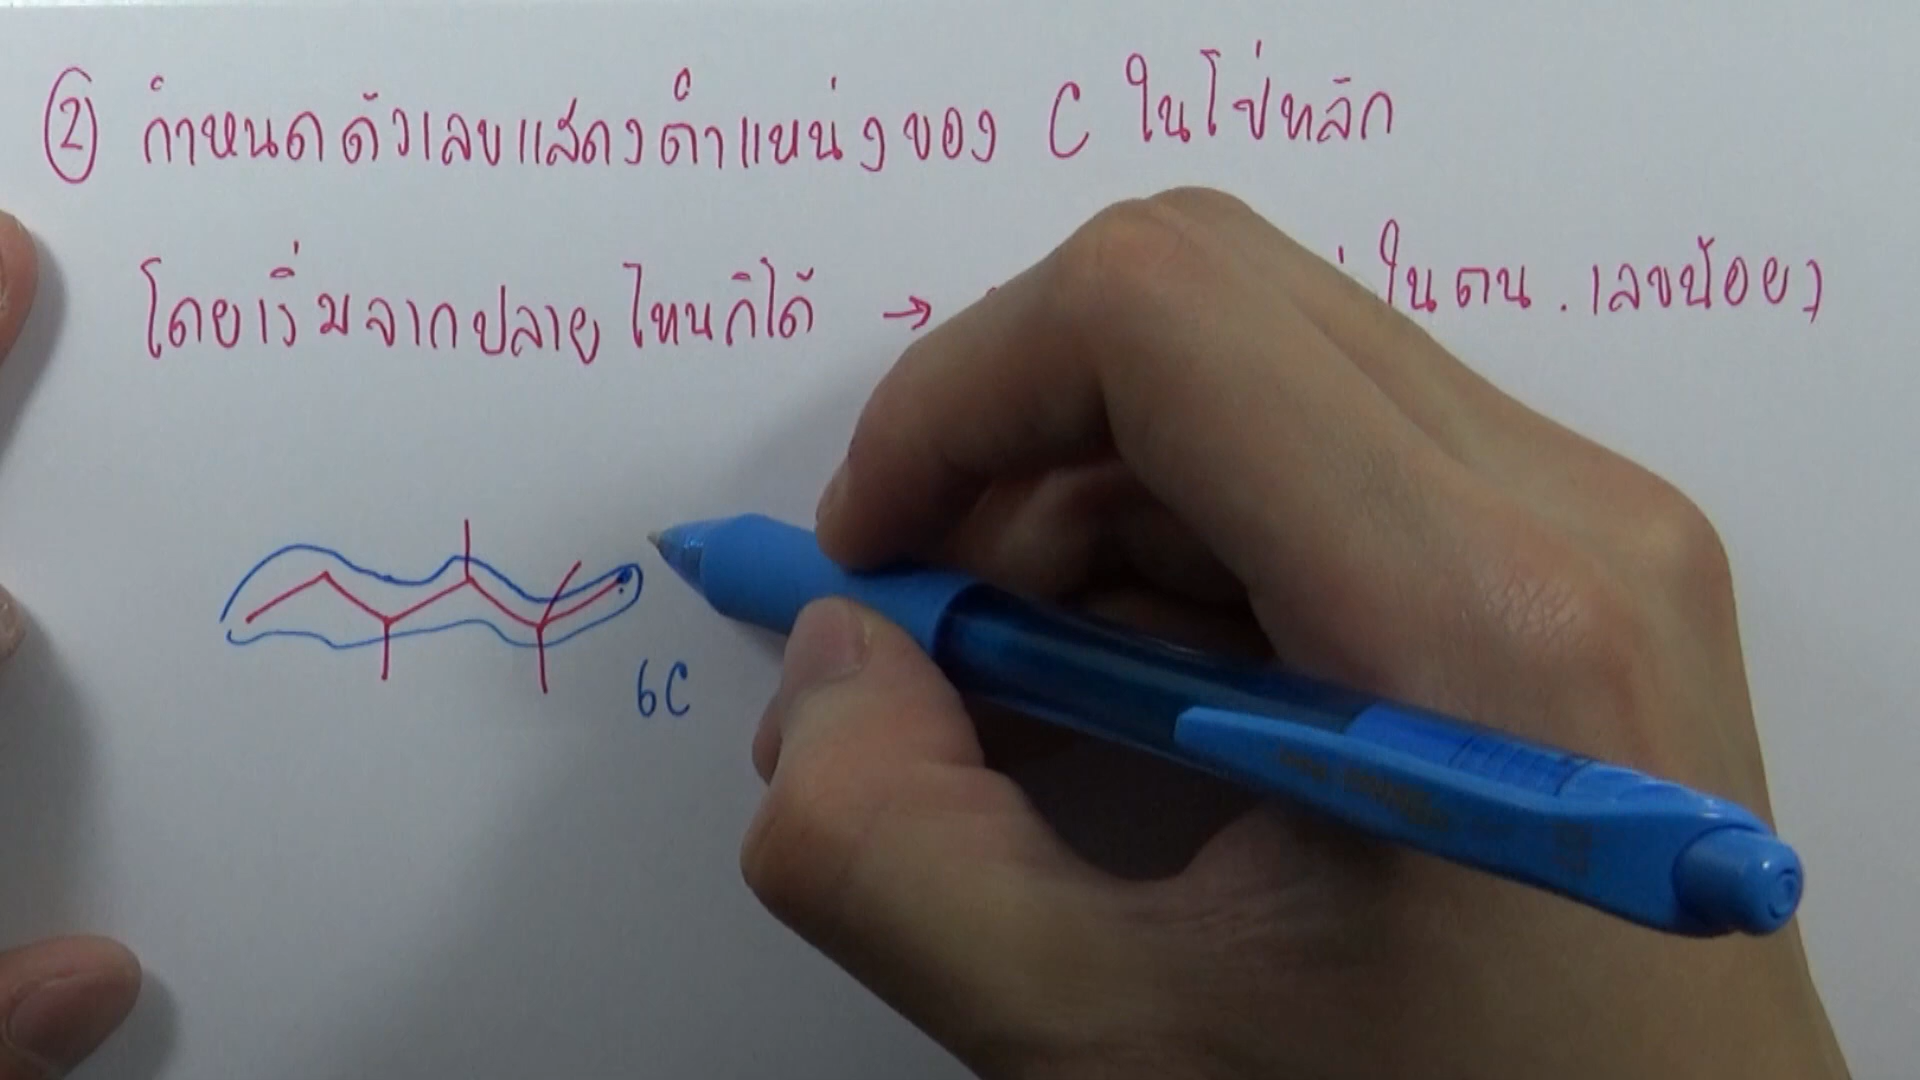 ② กำหนดตัวเลขแสดงตำแหน่งของ C ในโซ่หลัก
โดยเริ่มจากปลายไหนก็ได้ → ในตน. เลขน้อยๆ
6C